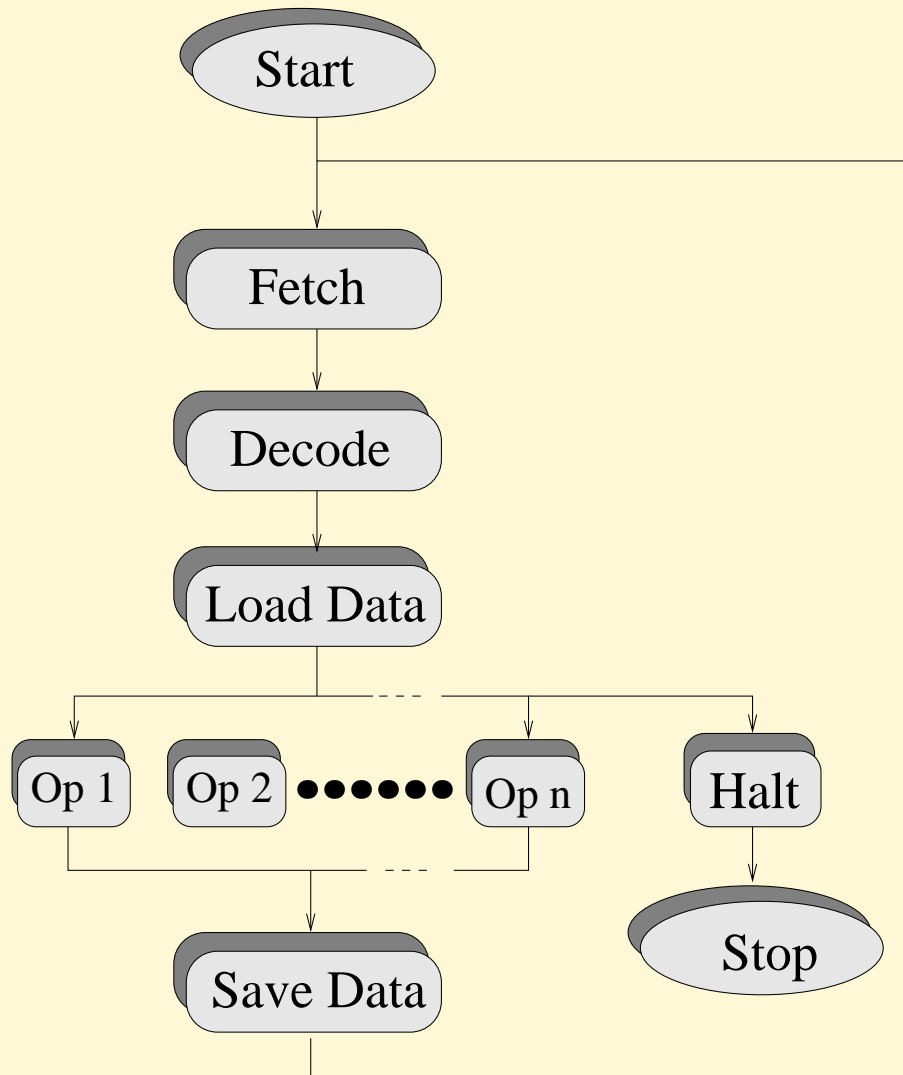 Start
Fetch
Decode
Load Data
Op 1
Op 2
Op n
Halt
Stop
Save Data